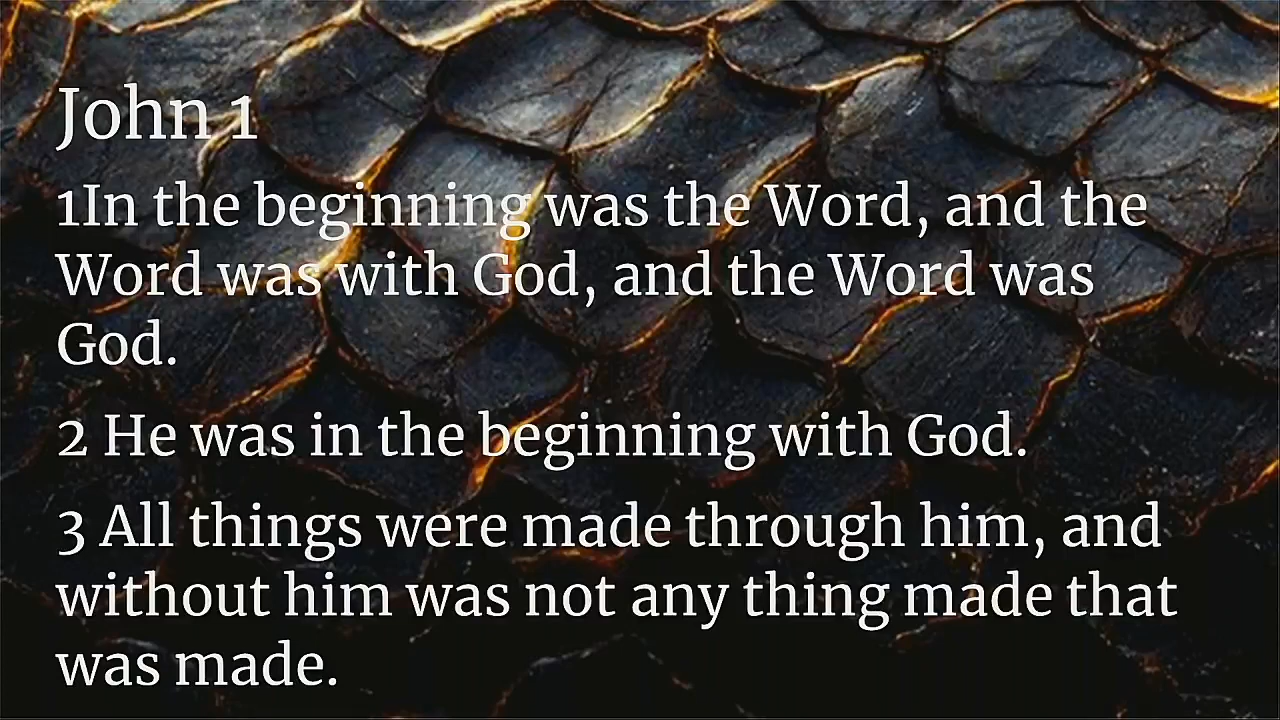 John 1
1In the beginning was the Word, and the
Word was with God, and the Word was
God.
2 He was in the beginning with God.
3 All things were made through him, and
without him was not any thing made that
was made.